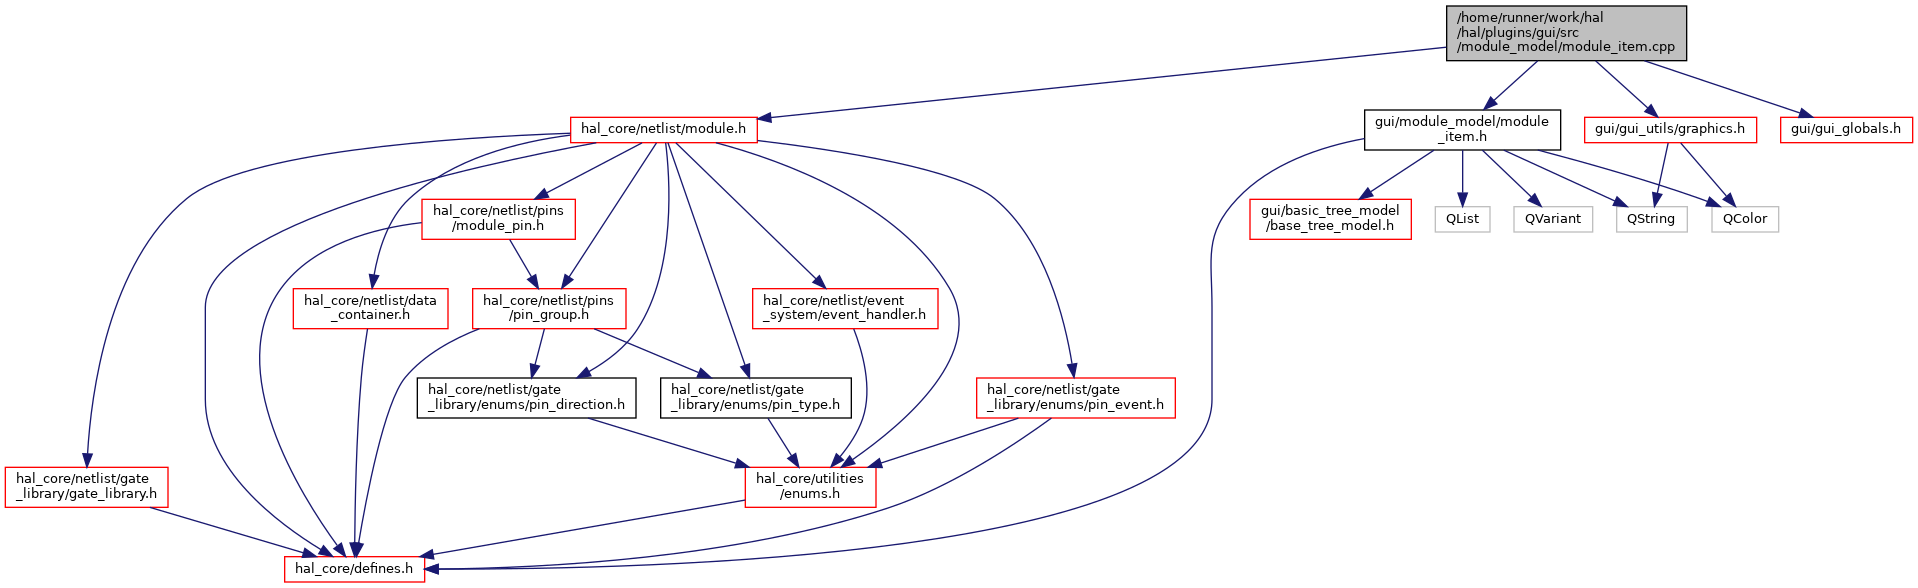 /home/runner/work/hal
/hal/plugins/gui/src
/module_model/module_item.cpp
hal_core/netlist/module.h
gui/module_model/module
_item.h
gui/gui_utils/graphics.h
gui/gui_globals.h
hal_core/netlist/pins
/module_pin.h
gui/basic_tree_model
/base_tree_model.h
QList
QVariant
QString
QColor
hal_core/netlist/data
_container.h
hal_core/netlist/pins
/pin_group.h
hal_core/netlist/event
_system/event_handler.h
hal_core/netlist/gate
_library/enums/pin_direction.h
hal_core/netlist/gate
_library/enums/pin_type.h
hal_core/netlist/gate
_library/enums/pin_event.h
hal_core/netlist/gate
_library/gate_library.h
hal_core/utilities
/enums.h
hal_core/defines.h